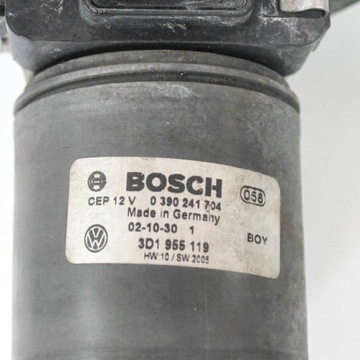 BOSCH
CEP 12 V 0 390 241 704 058
Made in Germany
02-10-30 1
3D1 955 119 BOY
HW:10 / SW:2005